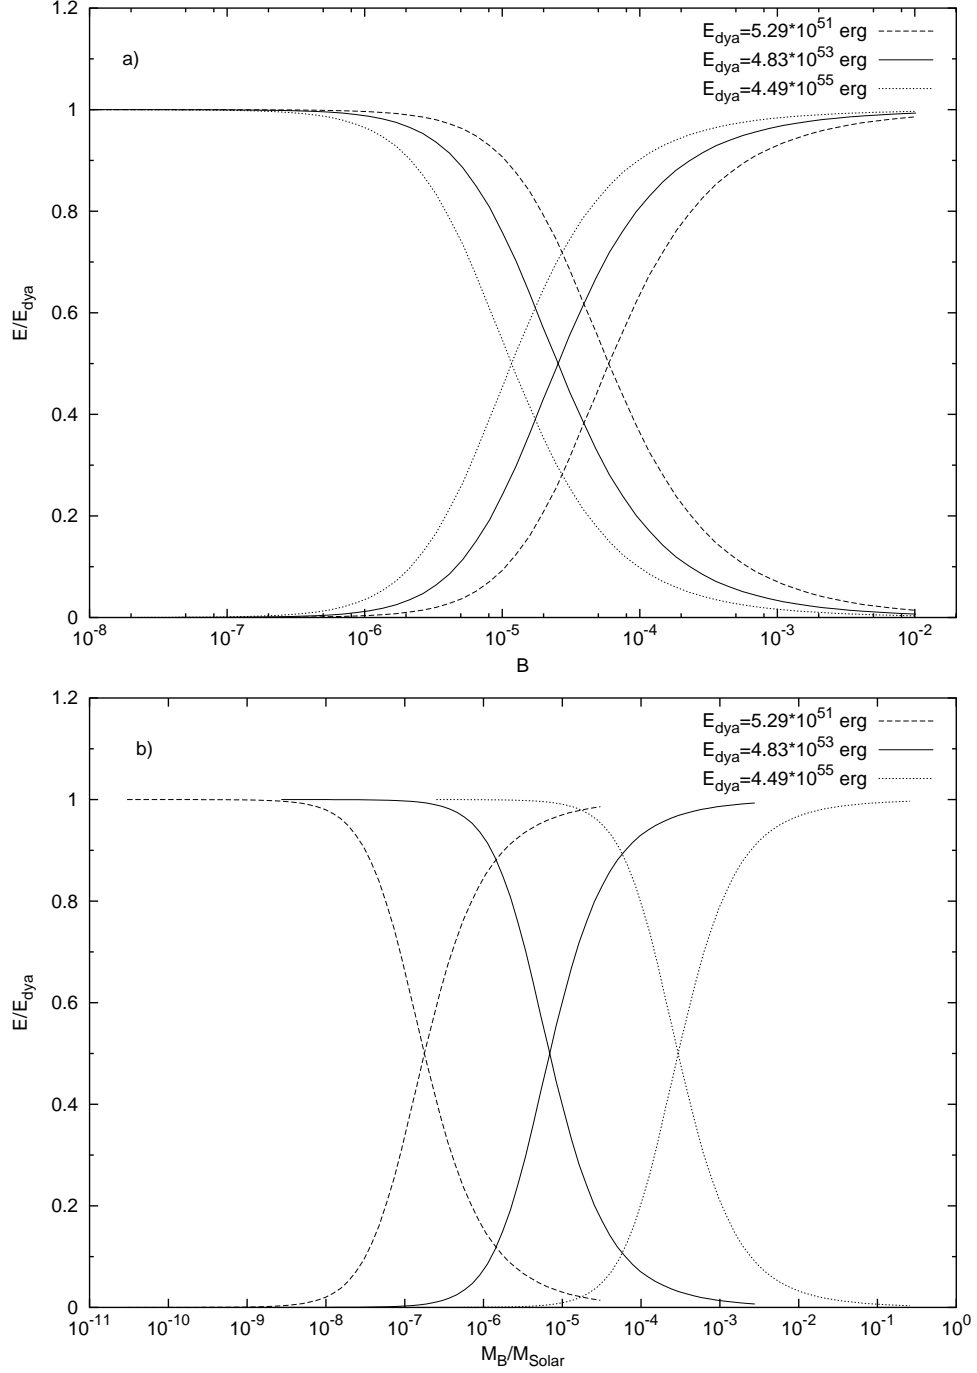 1.2
1
0.8
0.6
0.4
0.2
0
E/E_dya
a)
E_dya=5.29*10^51 erg
E_dya=4.83*10^53 erg
E_dya=4.49*10^55 erg
10^-8 10^-7 10^-6 10^-5 10^-4 10^-3 10^-2
B
1.2
1
0.8
0.6
0.4
0.2
0
E/E_dya
b)
E_dya=5.29*10^51 erg
E_dya=4.83*10^53 erg
E_dya=4.49*10^55 erg
10^-11 10^-10 10^-9 10^-8 10^-7 10^-6 10^-5 10^-4 10^-3 10^-2 10^-1 10^0
M_B/M_Solar